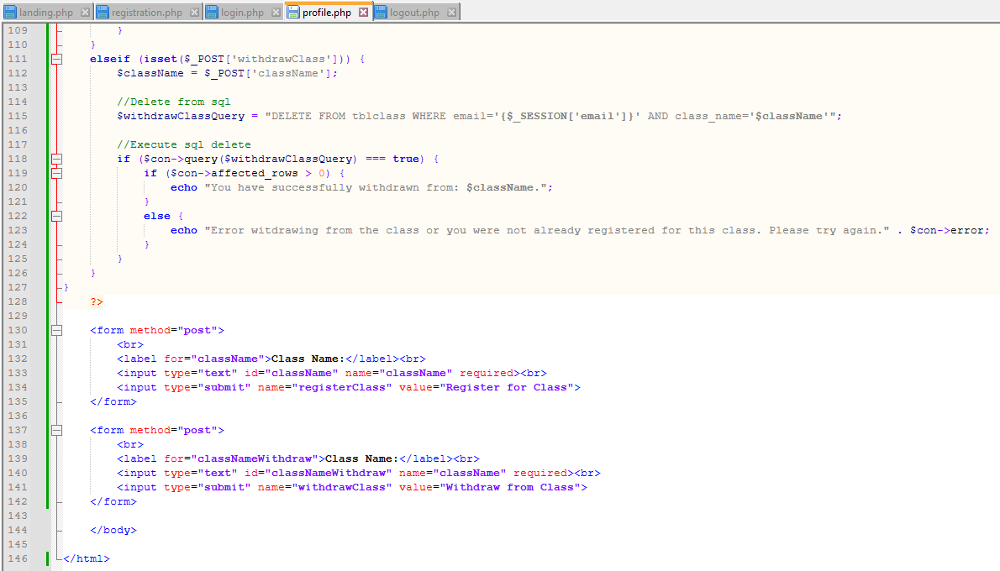 landing.php registration.php login.php profile.php logout.php
109 }
110 }
111 elseif (isset($_POST['withdrawClass'])) {
112 $className = $_POST['className'];
113
114 //Delete from sql
115 $withdrawClassQuery = "DELETE FROM tblclass WHERE email='{$_SESSION['email']}' AND class_name='$className'";
116
117 //Execute sql delete
118 if ($con->query($withdrawClassQuery) === true) {
119 if ($con->affected_rows > 0) {
120 echo "You have successfully withdrawn from: $className.";
121 }
122 else {
123 echo "Error witdrawing from the class or you were not already registered for this class. Please try again." . $con->error;
124 }
125 }
126 }
127 }
128 ?>
129
130 <form method="post">
131 <br>
132 <label for="className">Class Name:</label><br>
133 <input type="text" id="className" name="className" required><br>
134 <input type="submit" name="registerClass" value="Register for Class">
135 </form>
136
137 <form method="post">
138 <br>
139 <label for="classNameWithdraw">Class Name:</label><br>
140 <input type="text" id="classNameWithdraw" name="className" required><br>
141 <input type="submit" name="withdrawClass" value="Withdraw from Class">
142 </form>
143
144 </body>
145
146 </html>